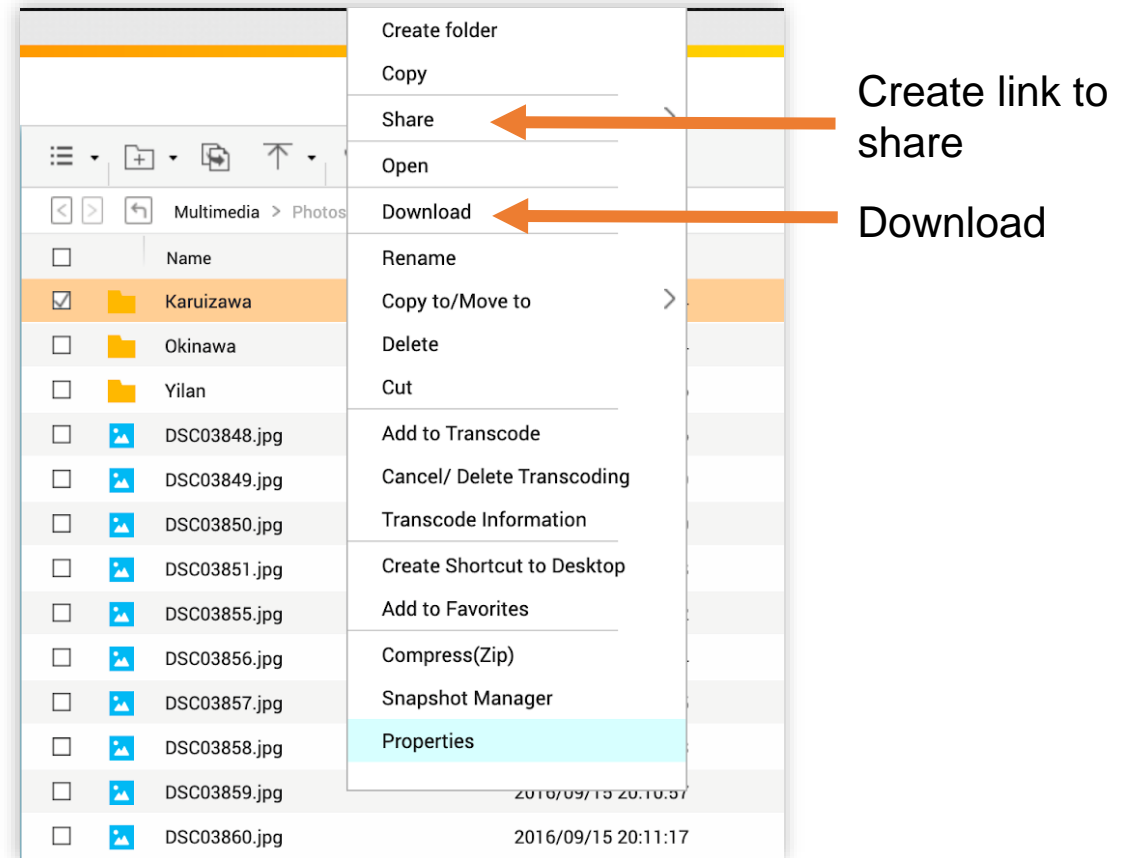 Create folder
Copy
Share
Open
Download
Rename
Copy to/Move to
Delete
Cut
Add to Transcode
Cancel/ Delete Transcoding
Transcode Information
Create Shortcut to Desktop
Add to Favorites
Compress(Zip)
Snapshot Manager
Properties
Create link to
share
Download
Multimedia > Photos
Name
Karuizawa
Okinawa
Yilan
DSC03848.jpg
DSC03849.jpg
DSC03850.jpg
DSC03851.jpg
DSC03855.jpg
DSC03856.jpg
DSC03857.jpg
DSC03858.jpg
DSC03859.jpg 2016/09/15 20:10:57
DSC03860.jpg 2016/09/15 20:11:17